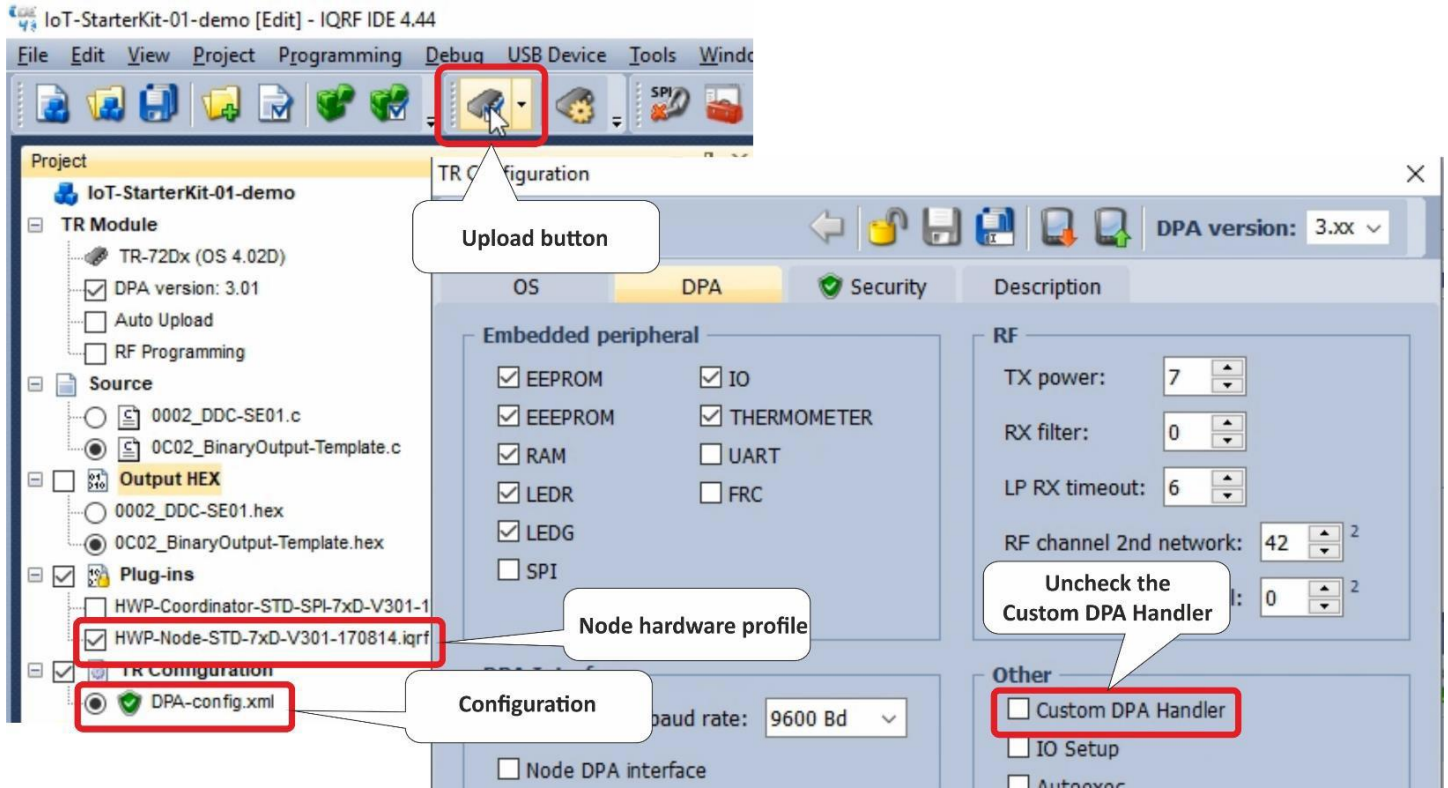 IoT-StarterKit-01-demo [Edit] - IQRF IDE 4.44
File Edit View Project Programming Debug USB Device Tools
SPI
Project
IoT-StarterKit-01-demo
TR Module
TR-72Dx (OS 4.02D)
DPA version: 3.01
Auto Upload
RF Programming
Source
0002_DDC-SE01.c
0C02_BinaryOutput-Template.c
Output HEX
0002_DDC-SE01.hex
0C02_BinaryOutput-Template.hex
Plug-ins
HWP-Coordinator-STD-SPI-7xD-V301-1
HWP-Node-STD-7xD-V301-170814.iqrf
TR Configuration
DPA-config.xml
Upload button
Node hardware profile
Configuration
TR
DPA version: 3.xx
OS DPA Security Description
Embedded peripheral
EEPROM IO
EEEPROM THERMOMETER
RAM UART
LEDR FRC
LEDG
SPI
baud rate: 9600 Bd
Node DPA interface
RF
TX power: 7
RX filter: 0
LP RX timeout: 6
RF channel 2nd network: 42 2
0 2
Uncheck the
Custom DPA Handler
Other
Custom DPA Handler
IO Setup
Autoexec